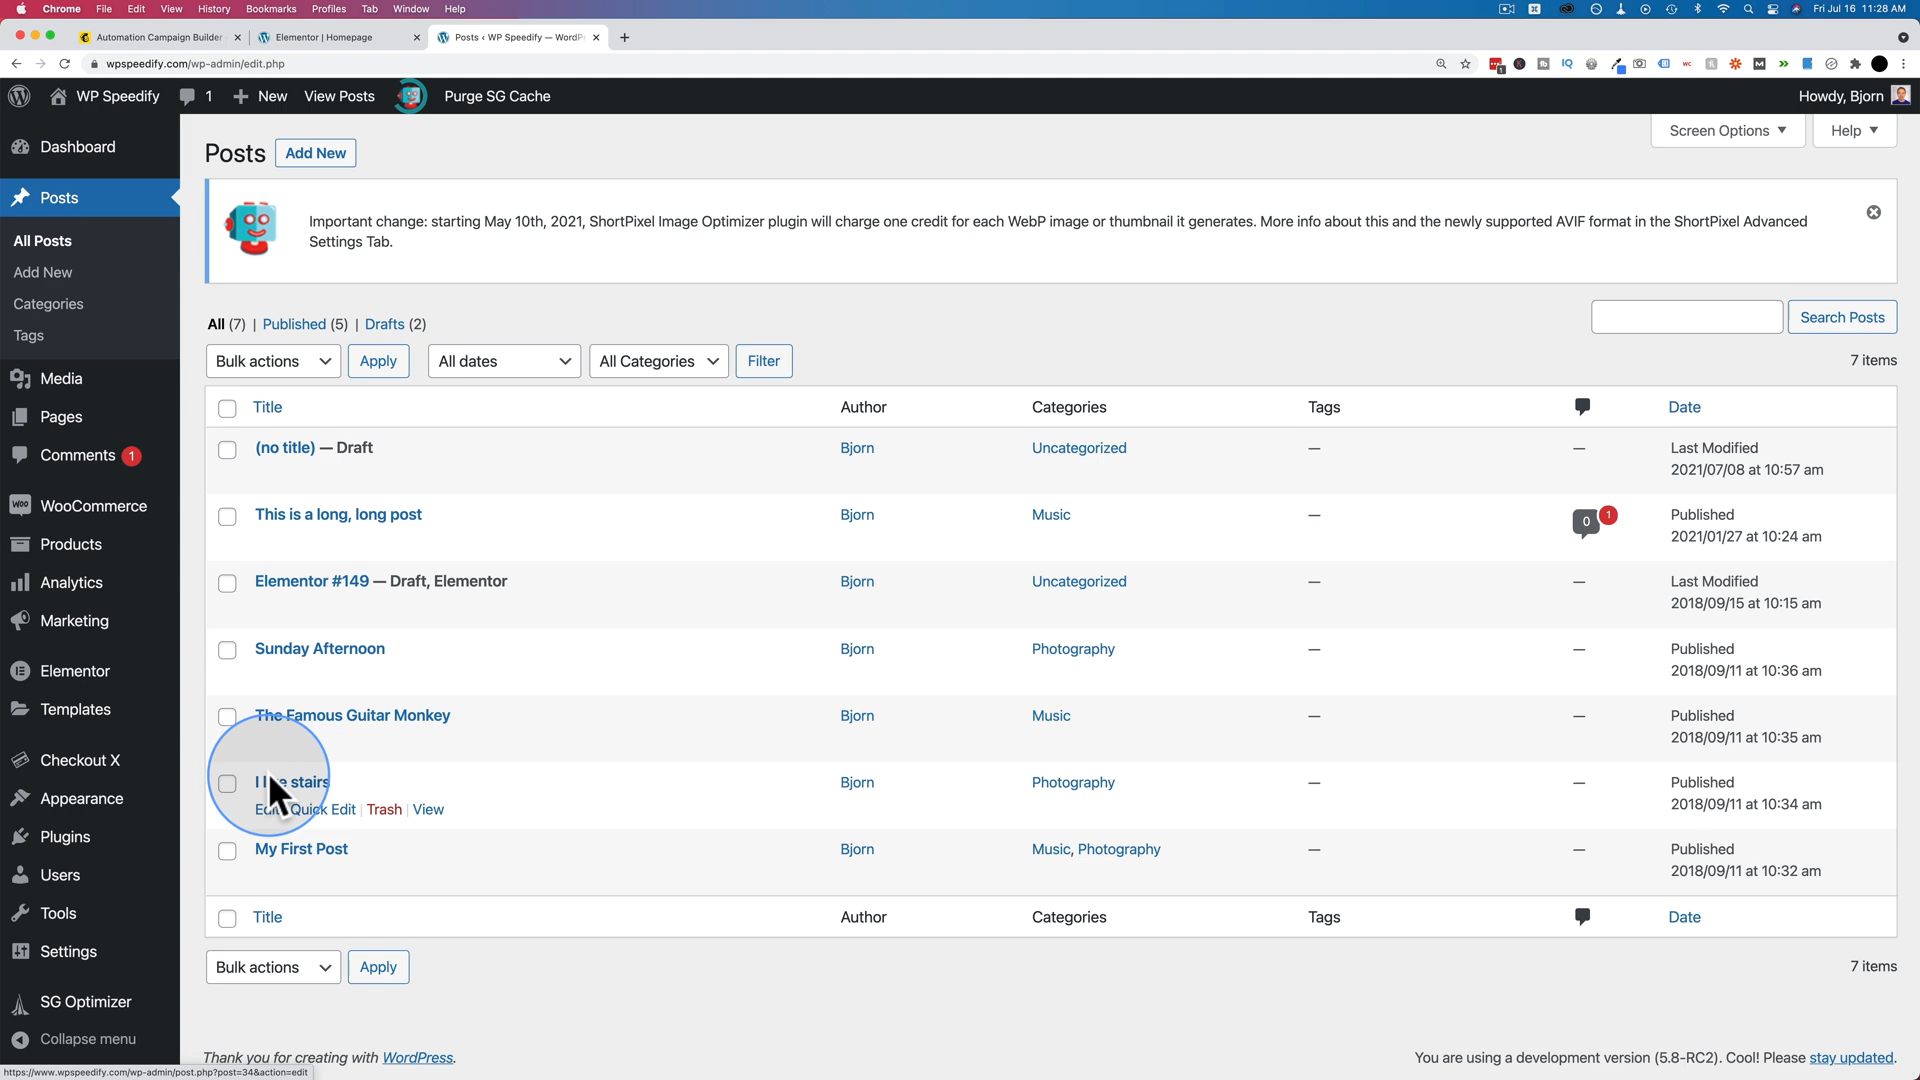 Chrome File Edit View History Bookmarks Profiles Tab Window Help Fri Jul 16 11:28 AM
Automation Campaign Builder Elementor | Homepage Posts ‹ WP Speedify — WordPr
wpspeedify.com/wp-admin/edit.php
WP Speedify 1 New View Posts Purge SG Cache Howdy, Bjorn
Screen Options Help
Dashboard
Posts
All Posts
Add New
Categories
Tags
Media
Pages
Comments 1
WooCommerce
Products
Analytics
Marketing
Elementor
Templates
Checkout X
Appearance
Plugins
Users
Tools
Settings
SG Optimizer
Collapse menu
Posts Add New
Important change: starting May 10th, 2021, ShortPixel Image Optimizer plugin will charge one credit for each WebP image or thumbnail it generates. More info about this and the newly supported AVIF format in the ShortPixel Advanced
Settings Tab.
All (7) | Published (5) | Drafts (2)
Search Posts
Bulk actions Apply All dates All Categories Filter 7 items
Title Author Categories Tags Date
(no title) — Draft Bjorn Uncategorized — — Last Modified
2021/07/08 at 10:57 am
This is a long, long post Bjorn Music — 0 1 Published
2021/01/27 at 10:24 am
Elementor #149 — Draft, Elementor Bjorn Uncategorized — — Last Modified
2018/09/15 at 10:15 am
Sunday Afternoon Bjorn Photography — — Published
2018/09/11 at 10:36 am
The Famous Guitar Monkey Bjorn Music — — Published
2018/09/11 at 10:35 am
I like stairs Bjorn Photography — — Published
Edit Quick Edit | Trash | View 2018/09/11 at 10:34 am
My First Post Bjorn Music, Photography — — Published
2018/09/11 at 10:32 am
Title Author Categories Tags Date
Bulk actions Apply 7 items
Thank you for creating with WordPress. You are using a development version (5.8-RC2). Cool! Please stay updated.
https://www.wpspeedify.com/wp-admin/post.php?post=34&action=edit